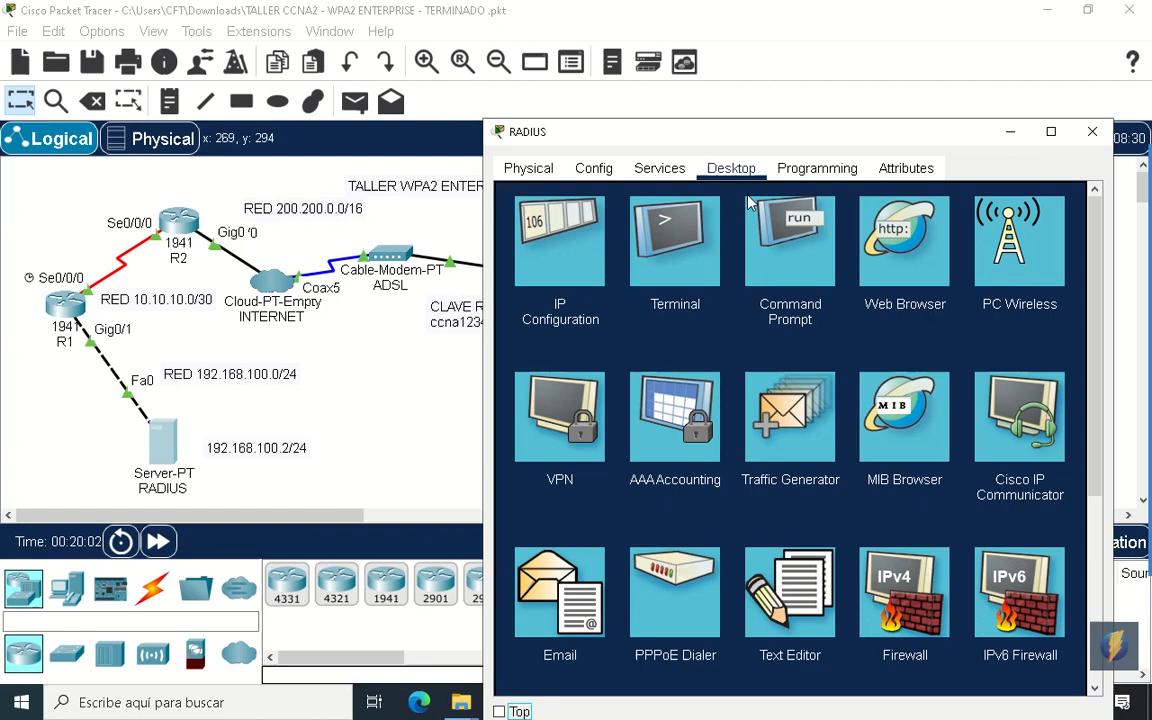 Cisco Packet Tracer - C:\Users\CFT\Downloads\TALLER CCNA2 - WPA2 ENTERPRISE - TERMINADO .pkt
File Edit Options View Tools Extensions Window Help
Logical Physical x: 269, y: 294
08:30
RADIUS
Physical Config Services Desktop Programming Attributes
TALLER WPA2 ENTER
RED 200.200.0.0/16
Se0/0/0
1941
R2
Gig0
Cable-Modem-PT
ADSL
Coax5
Cloud-PT-Empty
INTERNET
Se0/0/0
RED 10.10.10.0/30
1941
R1
Gig0/1
CLAVE R
ccna1234
Fa0
RED 192.168.100.0/24
192.168.100.2/24
Server-PT
RADIUS
106
>
run
http:
IP
Configuration
Terminal
Command
Prompt
Web Browser
PC Wireless
MIB
VPN
AAA Accounting
Traffic Generator
MIB Browser
Cisco IP
Communicator
@
IPv4
IPv6
Email
PPPoE Dialer
Text Editor
Firewall
IPv6 Firewall
Top
Time: 00:20:02
ation
Sour
4331
4321
1941
2901
29
Escribe aquí para buscar